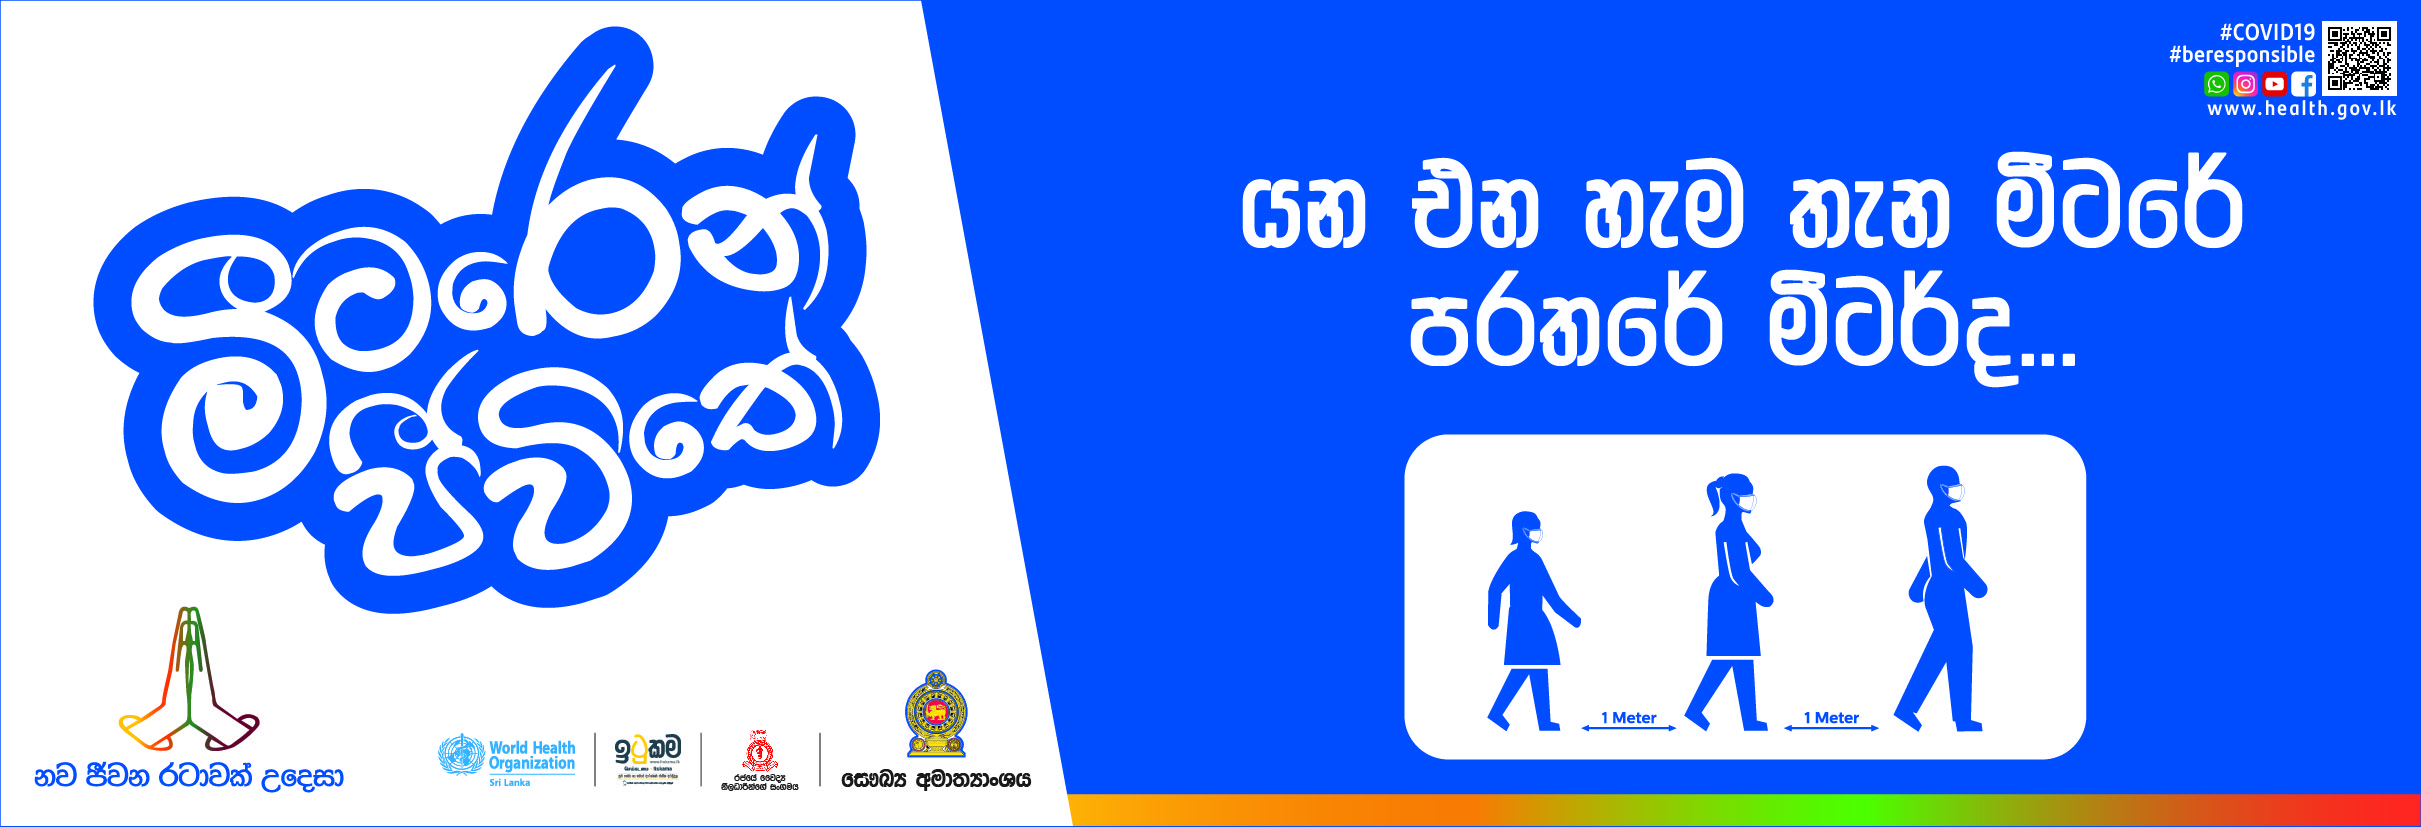 මීටරෙන්
ජීවිතේ
#COVID19
#beresponsible
www.health.gov.lk
යන එන හැම තැන මීටරේ
පරතරේ මීටර්ද...
1 Meter
1 Meter
නව ජීවන රටාවක් උදෙසා
World Health
Organization
Sri Lanka
ඉටුකම
රජයේ වෛද්‍ය
නිලධාරීන්ගේ සංගමය
සෞඛ්‍ය අමාත්‍යාංශය